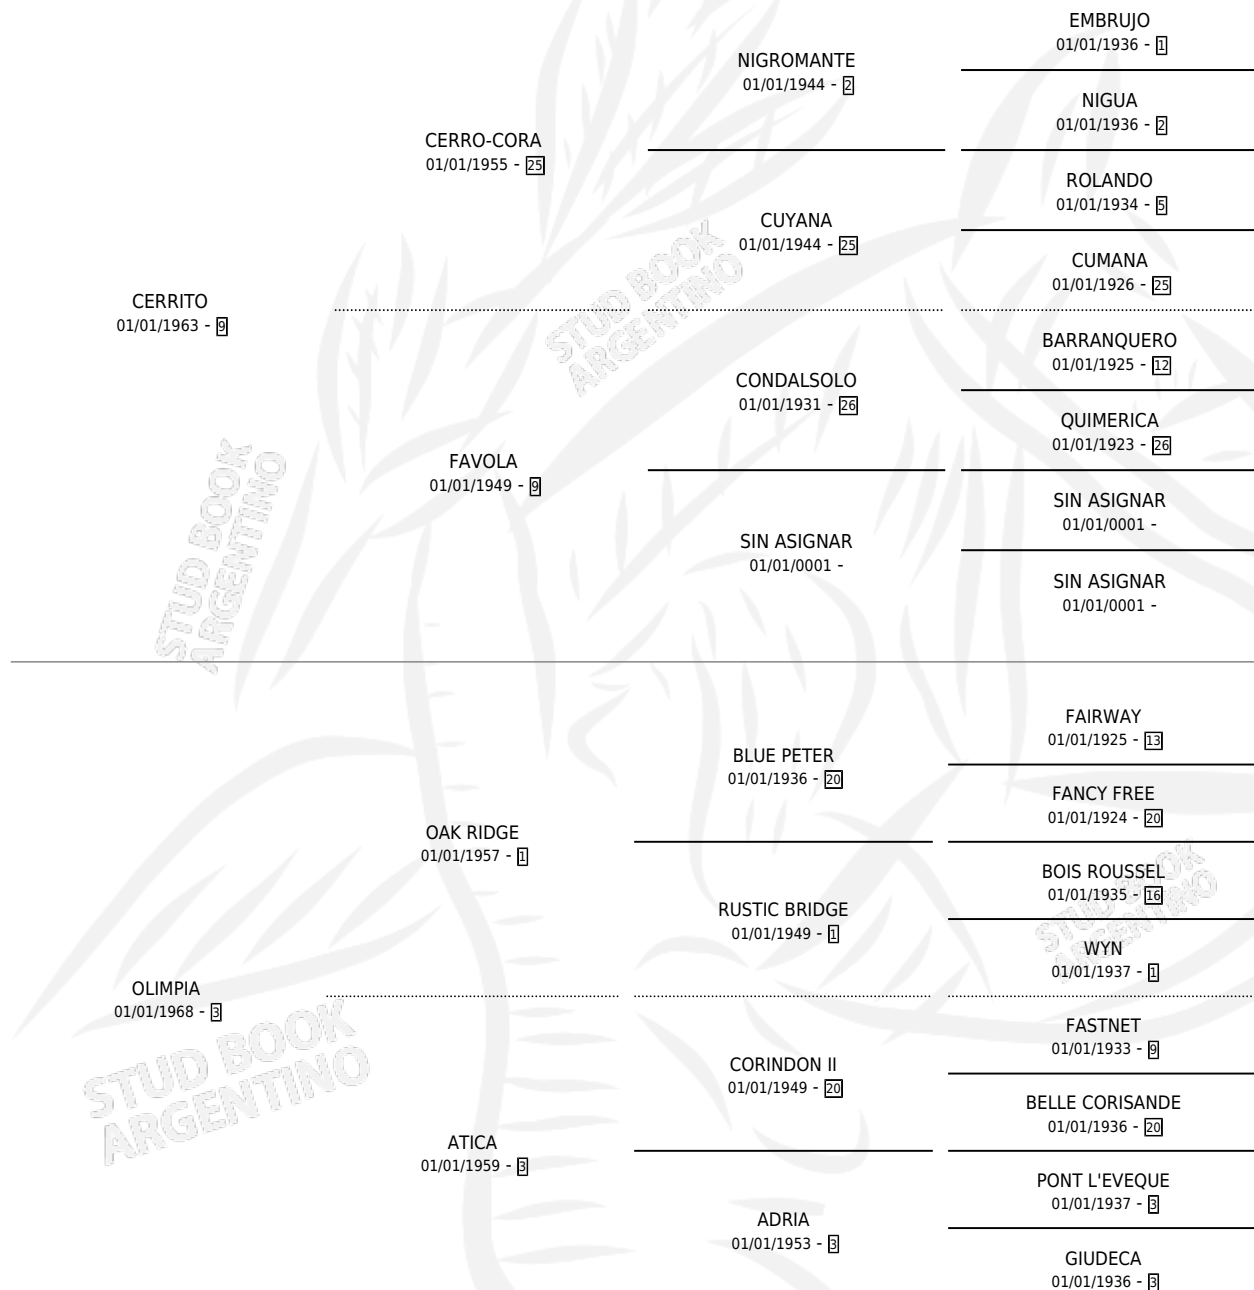 EMBRUJO
01/01/1936 - 1
NIGROMANTE
01/01/1944 - 2
NIGUA
01/01/1936 - 2
CERRO-CORA
01/01/1955 - 25
ROLANDO
01/01/1934 - 5
CUYANA
01/01/1944 - 25
CUMANA
01/01/1926 - 25
CERRITO
01/01/1963 - 9
BARRANQUERO
01/01/1925 - 12
CONDALSOLO
01/01/1931 - 26
QUIMERICA
01/01/1923 - 26
FAVOLA
01/01/1949 - 9
SIN ASIGNAR
01/01/0001 -
SIN ASIGNAR
01/01/0001 -
SIN ASIGNAR
01/01/0001 -
STUD BOOK
ARGENTINO
STUD BOOK
ARGENTINO
FAIRWAY
01/01/1925 - 13
BLUE PETER
01/01/1936 - 20
FANCY FREE
01/01/1924 - 20
OAK RIDGE
01/01/1957 - 1
BOIS ROUSSEL
01/01/1935 - 16
RUSTIC BRIDGE
01/01/1949 - 1
WYN
01/01/1937 - 1
OLIMPIA
01/01/1968 - 3
FASTNET
01/01/1933 - 9
CORINDON II
01/01/1949 - 20
BELLE CORISANDE
01/01/1936 - 20
ATICA
01/01/1959 - 3
PONT L'EVEQUE
01/01/1937 - 3
ADRIA
01/01/1953 - 3
GIUDECA
01/01/1936 - 3
STUD BOOK
ARGENTINO
STUD BOOK
ARGENTINO